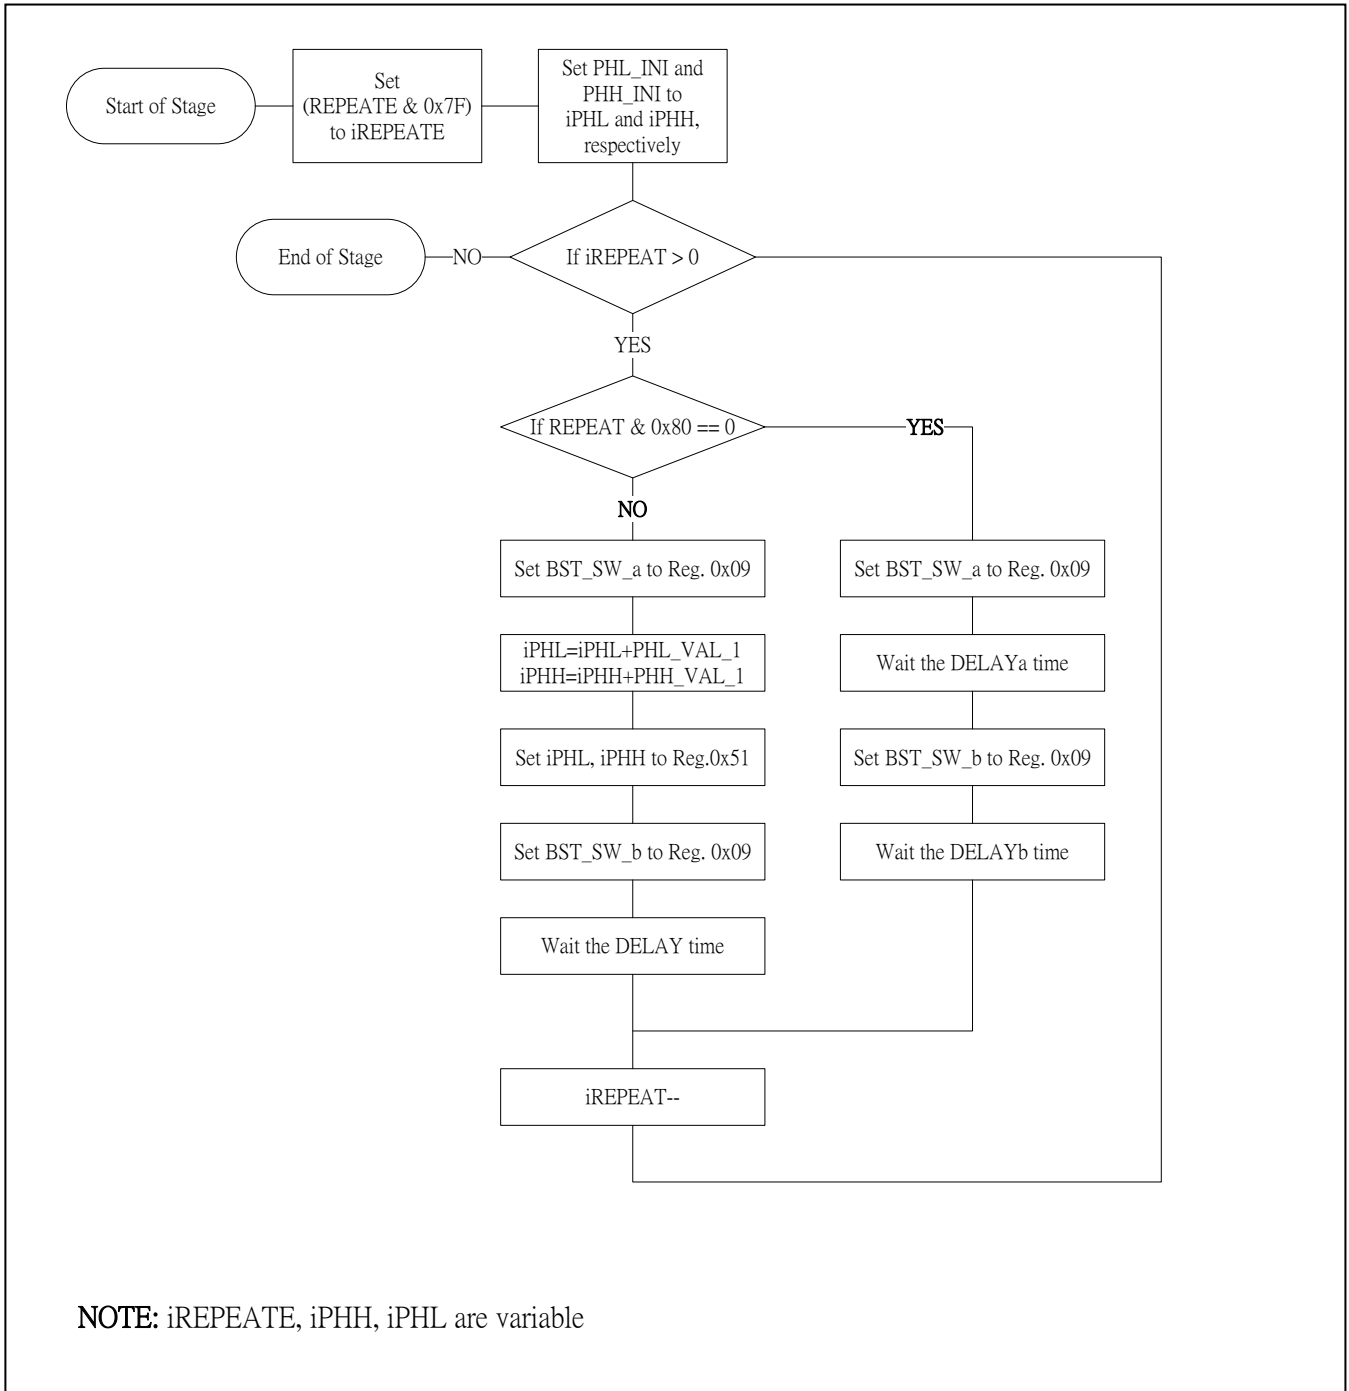 Start of Stage
Set
(REPEATE & 0x7F)
to iREPEATE
Set PHL_INI and
PHH_INI to
iPHL and iPHH,
respectively
End of Stage
NO
If iREPEAT > 0
YES
If REPEAT & 0x80 == 0
YES
NO
Set BST_SW_a to Reg. 0x09
Set BST_SW_a to Reg. 0x09
iPHL=iPHL+PHL_VAL_1
iPHH=iPHH+PHH_VAL_1
Wait the DELAYa time
Set iPHL, iPHH to Reg.0x51
Set BST_SW_b to Reg. 0x09
Set BST_SW_b to Reg. 0x09
Wait the DELAYb time
Wait the DELAY time
iREPEAT--
NOTE: iREPEATE, iPHH, iPHL are variable